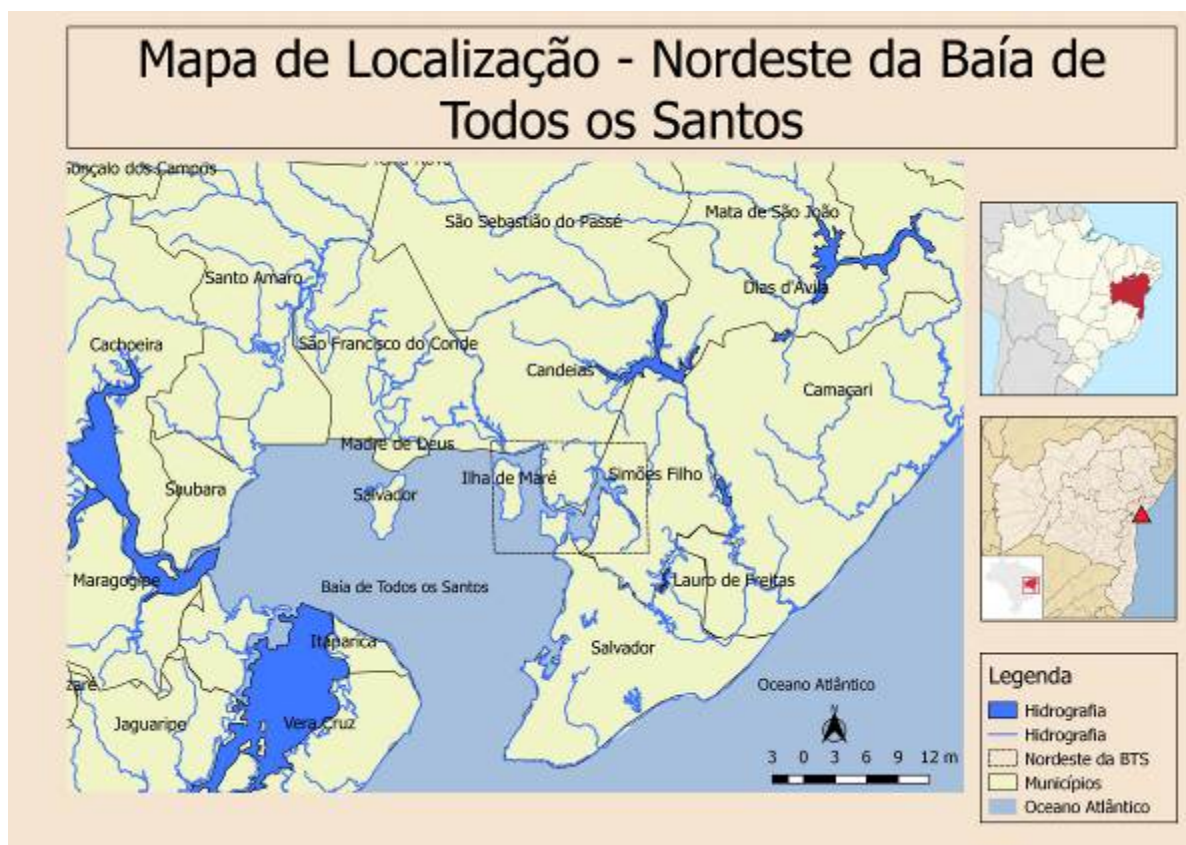 Mapa de Localização - Nordeste da Baía de
Todos os Santos
Gonçalo dos Campos
São Sebastião do Passé
Mata de São João
Santo Amaro
Dias d'Ávila
Cachoeira
São Francisco do Conde
Candeias
Camaçari
Madre de Deus
Ilha de Maré
Simões Filho
Saubara
Salvador
Maragogipe
Baía de Todos os Santos
Lauro de Freitas
Itaparica
Salvador
Oceano Atlântico
Jaguaripe
Vera Cruz
N
3 0 3 6 9 12 m
Legenda
Hidrografia
Hidrografia
Nordeste da BTS
Municípios
Oceano Atlântico